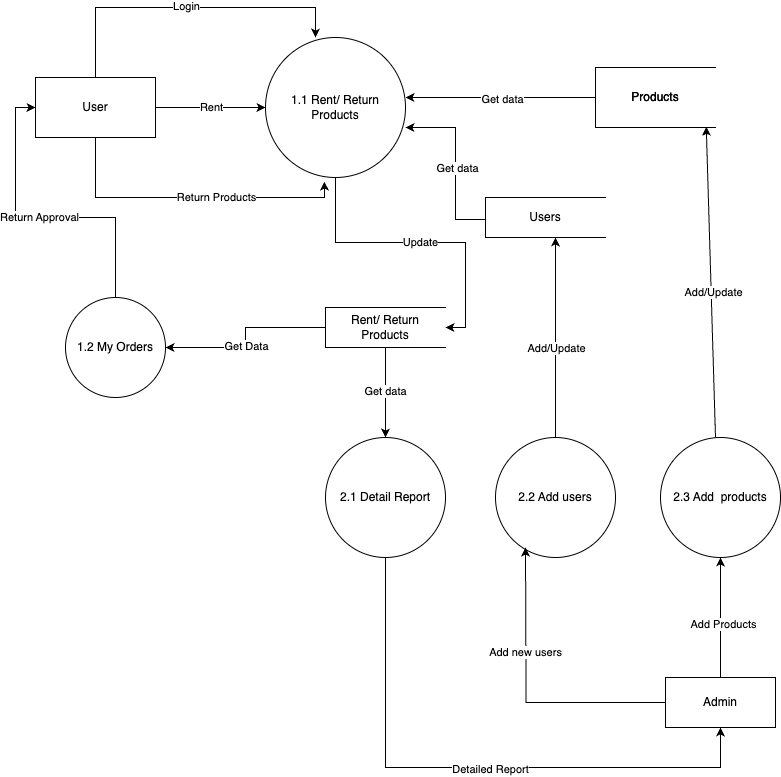 Login
User
Rent
1.1 Rent/ Return
Products
Get data
Products
Get data
Return Products
Return Approval
Users
Update
Add/Update
Rent/ Return
Products
1.2 My Orders
Get Data
Add/Update
Get data
2.1 Detail Report
2.2 Add users
2.3 Add  products
Add Products
Add new users
Admin
Detailed Report